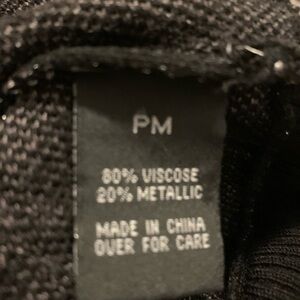 PM
80% VISCOSE
20% METALLIC
MADE IN CHINA
OVER FOR CARE